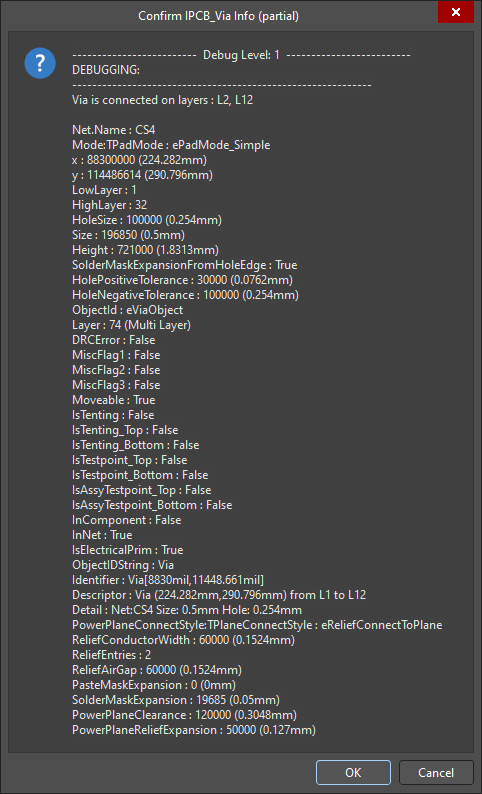 Confirm IPCB_Via Info (partial)
------------------------- Debug Level: 1 -------------------------
DEBUGGING:
------------------------------------------------------------
Via is connected on layers : L2, L12
Net.Name : CS4
Mode:TPadMode : ePadMode_Simple
x : 88300000 (224.282mm)
y : 114486614 (290.796mm)
LowLayer : 1
HighLayer : 32
HoleSize : 100000 (0.254mm)
Size : 196850 (0.5mm)
Height : 721000 (1.8313mm)
SolderMaskExpansionFromHoleEdge : True
HolePositiveTolerance : 30000 (0.0762mm)
HoleNegativeTolerance : 100000 (0.254mm)
ObjectId : eViaObject
Layer : 74 (Multi Layer)
DRCError : False
MiscFlag1 : False
MiscFlag2 : False
MiscFlag3 : False
Moveable : True
IsTenting : False
IsTenting_Top : False
IsTenting_Bottom : False
IsTestpoint_Top : False
IsTestpoint_Bottom : False
IsAssyTestpoint_Top : False
IsAssyTestpoint_Bottom : False
InComponent : False
InNet : True
IsElectricalPrim : True
ObjectIDString : Via
Identifier : Via[8830mil,11448.661mil]
Descriptor : Via (224.282mm,290.796mm) from L1 to L12
Detail : Net:CS4 Size: 0.5mm Hole: 0.254mm
PowerPlaneConnectStyle:TPlaneConnectStyle : eReliefConnectToPlane
ReliefConductorWidth : 60000 (0.1524mm)
ReliefEntries : 2
ReliefAirGap : 60000 (0.1524mm)
PasteMaskExpansion : 0 (0mm)
SolderMaskExpansion : 19685 (0.05mm)
PowerPlaneClearance : 120000 (0.3048mm)
PowerPlaneReliefExpansion : 50000 (0.127mm)
OK Cancel